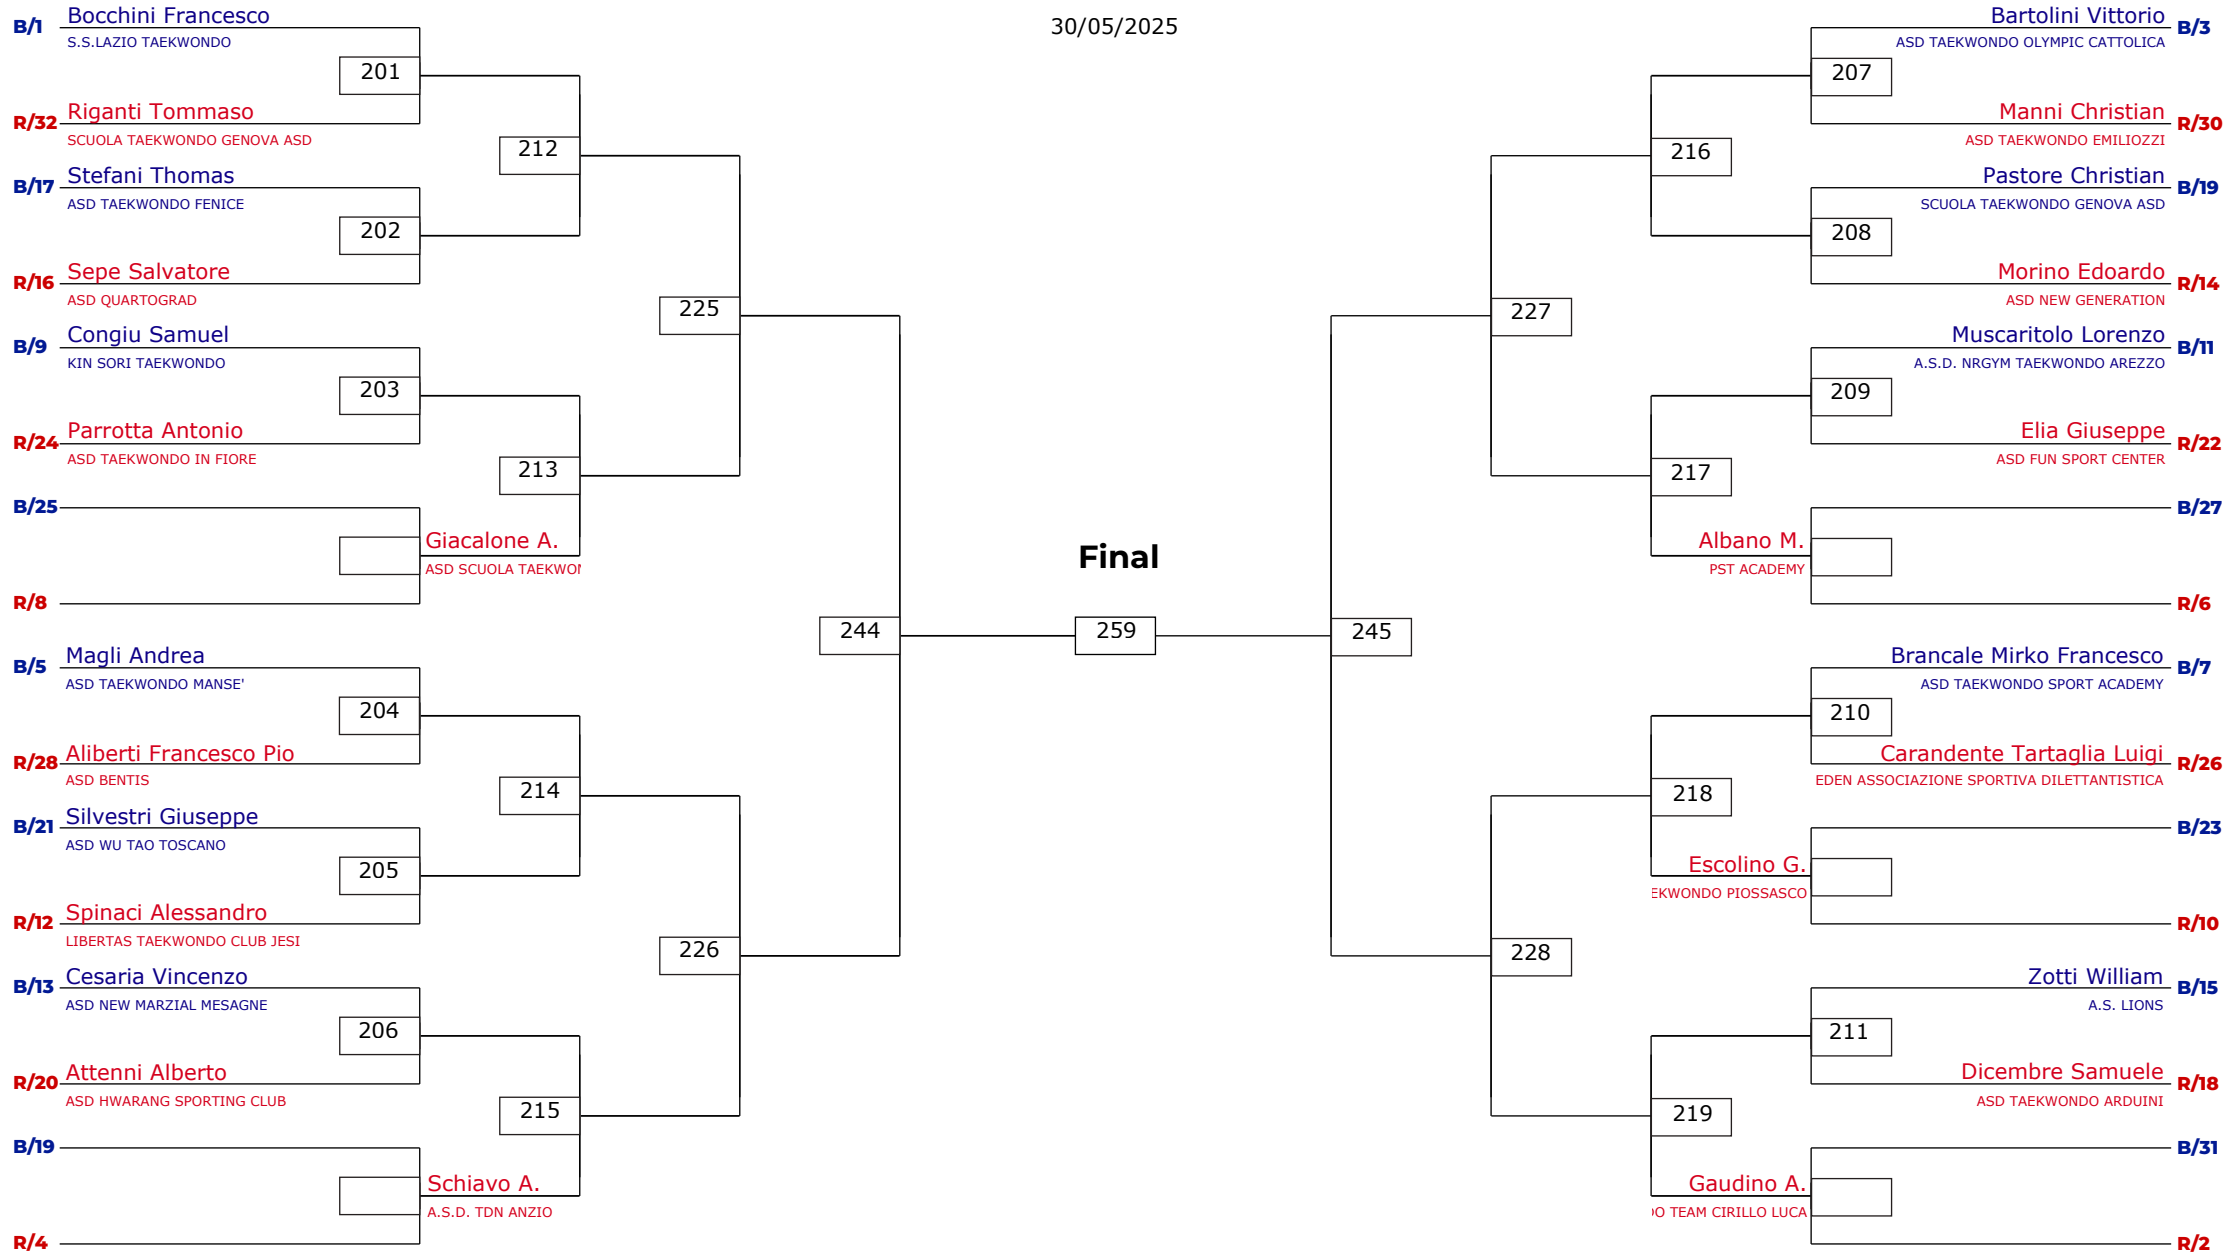 30/05/2025
B/1 Bocchini Francesco
S.S.LAZIO TAEKWONDO
201
R/32 Riganti Tommaso
SCUOLA TAEKWONDO GENOVA ASD
212
B/17 Stefani Thomas
ASD TAEKWONDO FENICE
202
R/16 Sepe Salvatore
ASD QUARTOGRAD
225
B/9 Congiu Samuel
KIN SORI TAEKWONDO
203
R/24 Parrotta Antonio
ASD TAEKWONDO IN FIORE
213
B/25
Giacalone A.
ASD SCUOLA TAEKWON
R/8
244
B/5 Magli Andrea
ASD TAEKWONDO MANSE'
204
R/28 Aliberti Francesco Pio
ASD BENTIS
214
B/21 Silvestri Giuseppe
ASD WU TAO TOSCANO
205
R/12 Spinaci Alessandro
LIBERTAS TAEKWONDO CLUB JESI
226
B/13 Cesaria Vincenzo
ASD NEW MARZIAL MESAGNE
206
R/20 Attenni Alberto
ASD HWARANG SPORTING CLUB
215
B/19
Schiavo A.
A.S.D. TDN ANZIO
R/4
Final
259
Bartolini Vittorio B/3
ASD TAEKWONDO OLYMPIC CATTOLICA
207
Manni Christian R/30
ASD TAEKWONDO EMILIOZZI
216
Pastore Christian B/19
SCUOLA TAEKWONDO GENOVA ASD
208
Morino Edoardo R/14
ASD NEW GENERATION
227
Muscaritolo Lorenzo B/11
A.S.D. NRGYM TAEKWONDO AREZZO
209
Elia Giuseppe R/22
ASD FUN SPORT CENTER
217
B/27
Albano M.
PST ACADEMY
R/6
245
Brancale Mirko Francesco B/7
ASD TAEKWONDO SPORT ACADEMY
210
Carandente Tartaglia Luigi R/26
EDEN ASSOCIAZIONE SPORTIVA DILETTANTISTICA
218
B/23
Escolino G.
EKWONDO PIOSSASCO
R/10
228
Zotti William B/15
A.S. LIONS
211
Dicembre Samuele R/18
ASD TAEKWONDO ARDUINI
219
B/31
Gaudino A.
DO TEAM CIRILLO LUCA
R/2